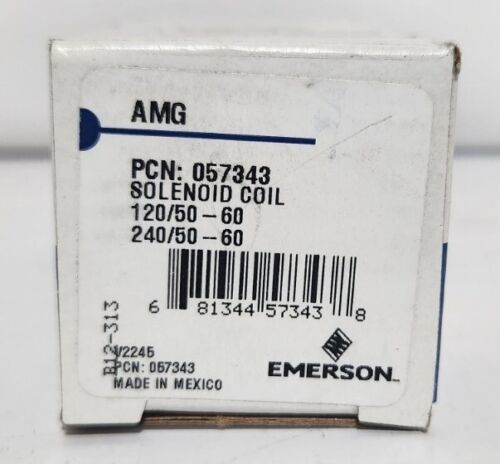 AMG
PCN: 057343
SOLENOID COIL
120/50-60
240/50-60
6 81344 57343 8
B12-313
V2245
PCN: 057343
MADE IN MEXICO
EMERSON™